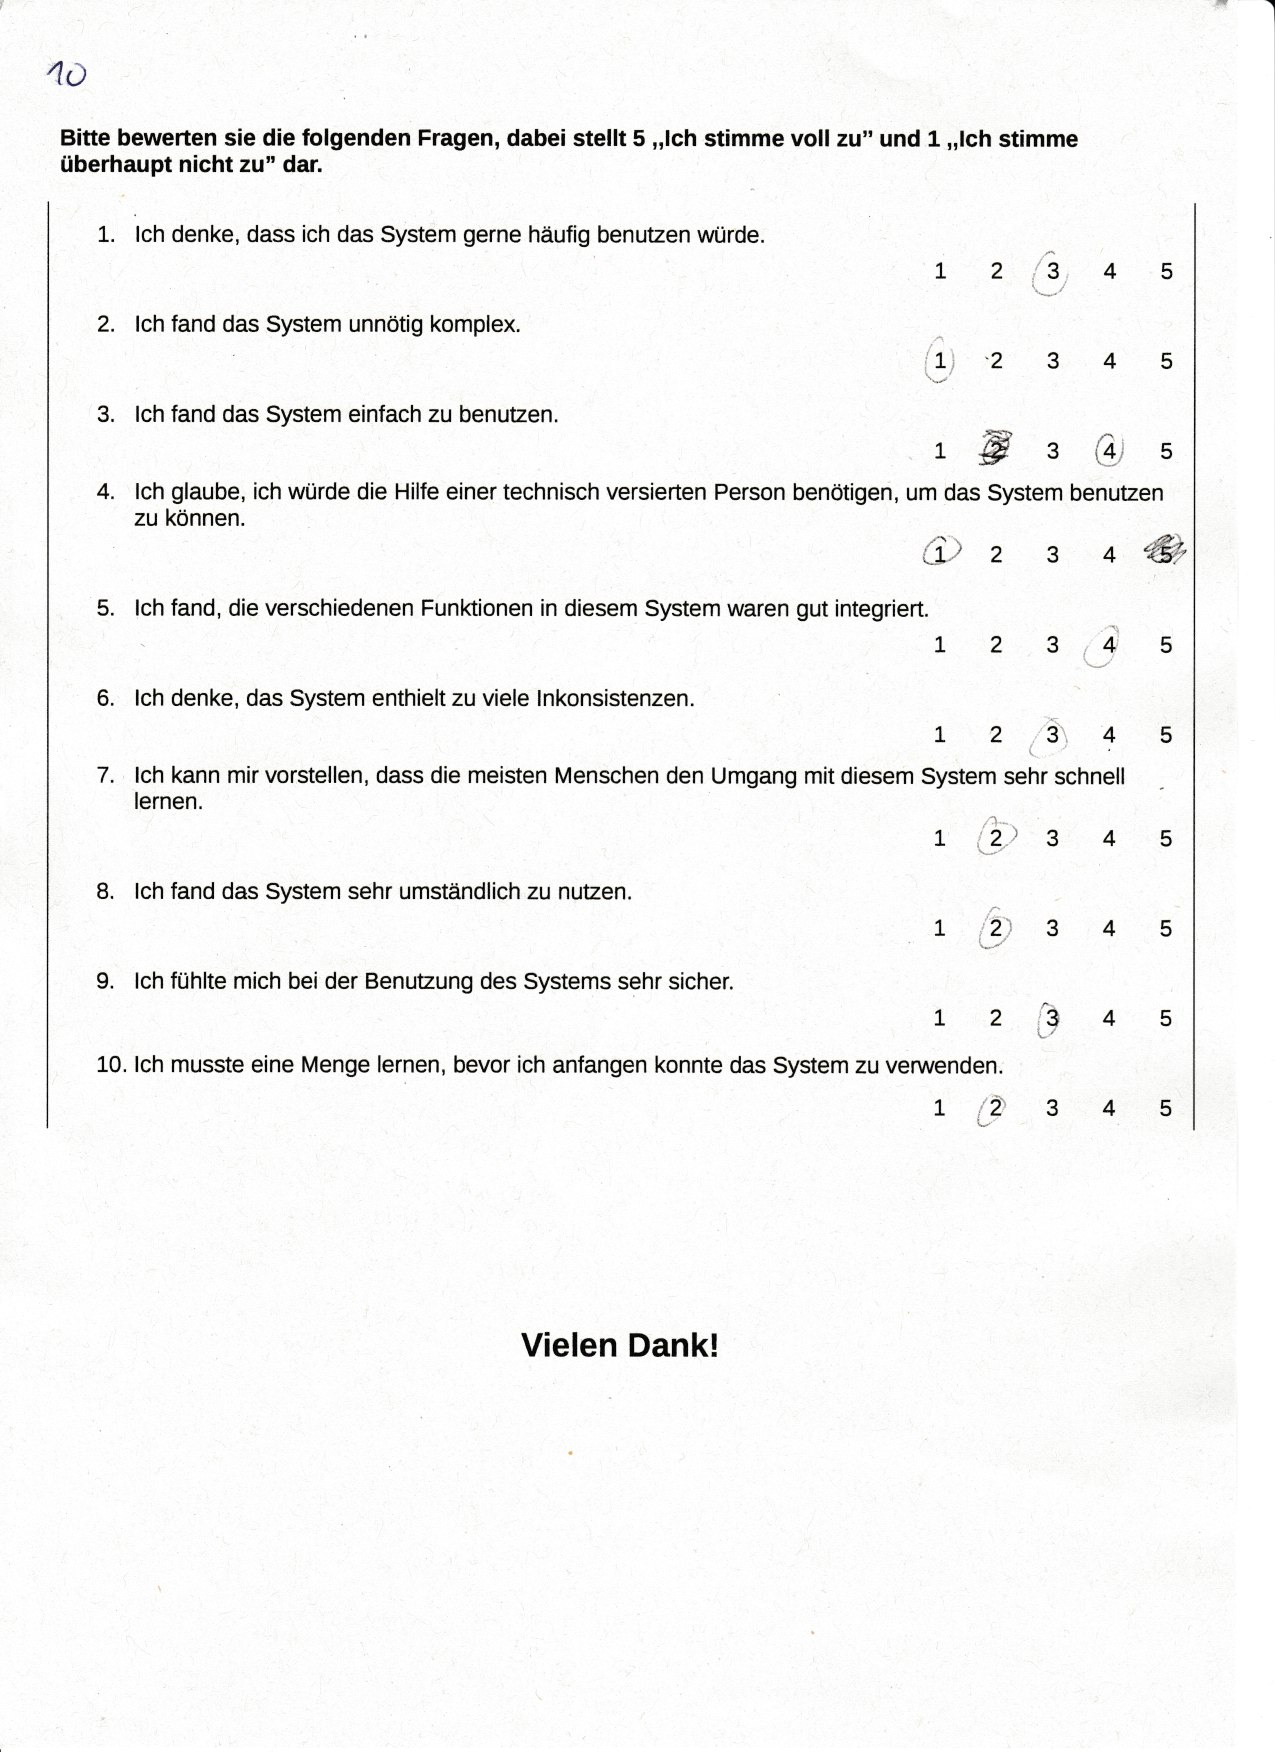 10
Bitte bewerten sie die folgenden Fragen, dabei stellt 5 „Ich stimme voll zu” und 1 „Ich stimme
überhaupt nicht zu” dar.
1. Ich denke, dass ich das System gerne häufig benutzen würde.
1 2 3 4 5
2. Ich fand das System unnötig komplex.
1 2 3 4 5
3. Ich fand das System einfach zu benutzen.
1 2 3 4 5
4. Ich glaube, ich würde die Hilfe einer technisch versierten Person benötigen, um das System benutzen
zu können.
1 2 3 4 5
5. Ich fand, die verschiedenen Funktionen in diesem System waren gut integriert.
1 2 3 4 5
6. Ich denke, das System enthielt zu viele Inkonsistenzen.
1 2 3 4 5
7. Ich kann mir vorstellen, dass die meisten Menschen den Umgang mit diesem System sehr schnell
lernen.
1 2 3 4 5
8. Ich fand das System sehr umständlich zu nutzen.
1 2 3 4 5
9. Ich fühlte mich bei der Benutzung des Systems sehr sicher.
1 2 3 4 5
10. Ich musste eine Menge lernen, bevor ich anfangen konnte das System zu verwenden.
1 2 3 4 5
Vielen Dank!